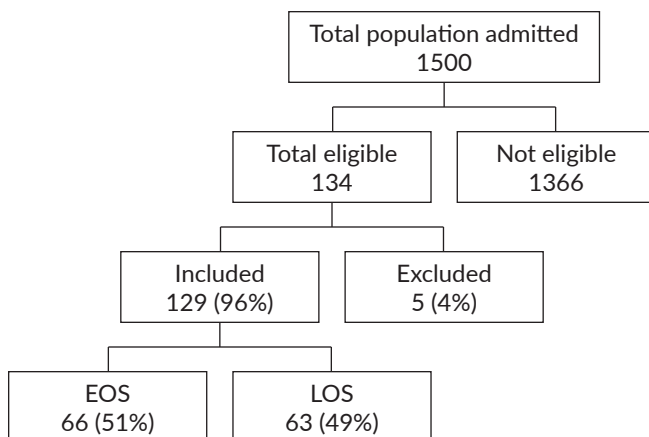 Total population admitted
1500
Total eligible
134
Not eligible
1366
Included
129 (96%)
Excluded
5 (4%)
EOS
66 (51%)
LOS
63 (49%)